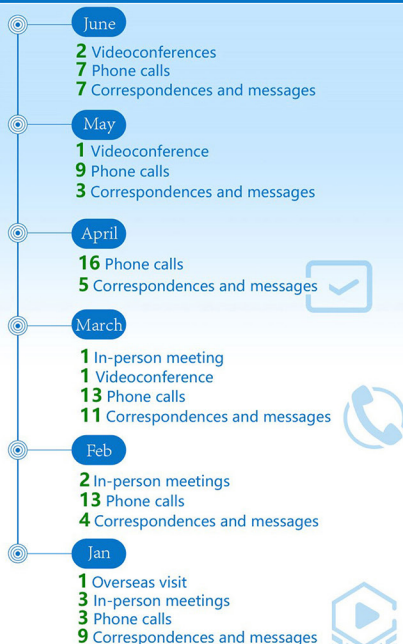 June
2 Videoconferences
7 Phone calls
7 Correspondences and messages
May
1 Videoconference
9 Phone calls
3 Correspondences and messages
April
16 Phone calls
5 Correspondences and messages
March
1 In-person meeting
1 Videoconference
13 Phone calls
11 Correspondences and messages
Feb
2 In-person meetings
13 Phone calls
4 Correspondences and messages
Jan
1 Overseas visit
3 In-person meetings
3 Phone calls
9 Correspondences and messages